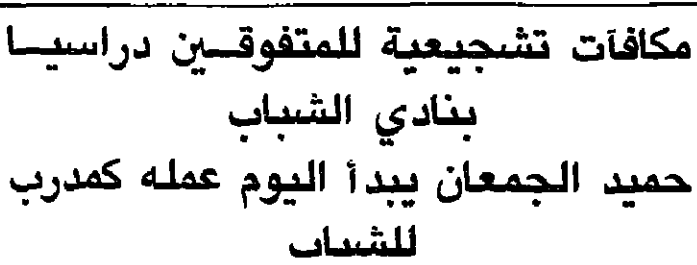 مكافآت تشجيعية للمتفوقين دراسيا
بنادي الشباب
حميد الجمعان يبدأ اليوم عمله كمدرب
للشباب